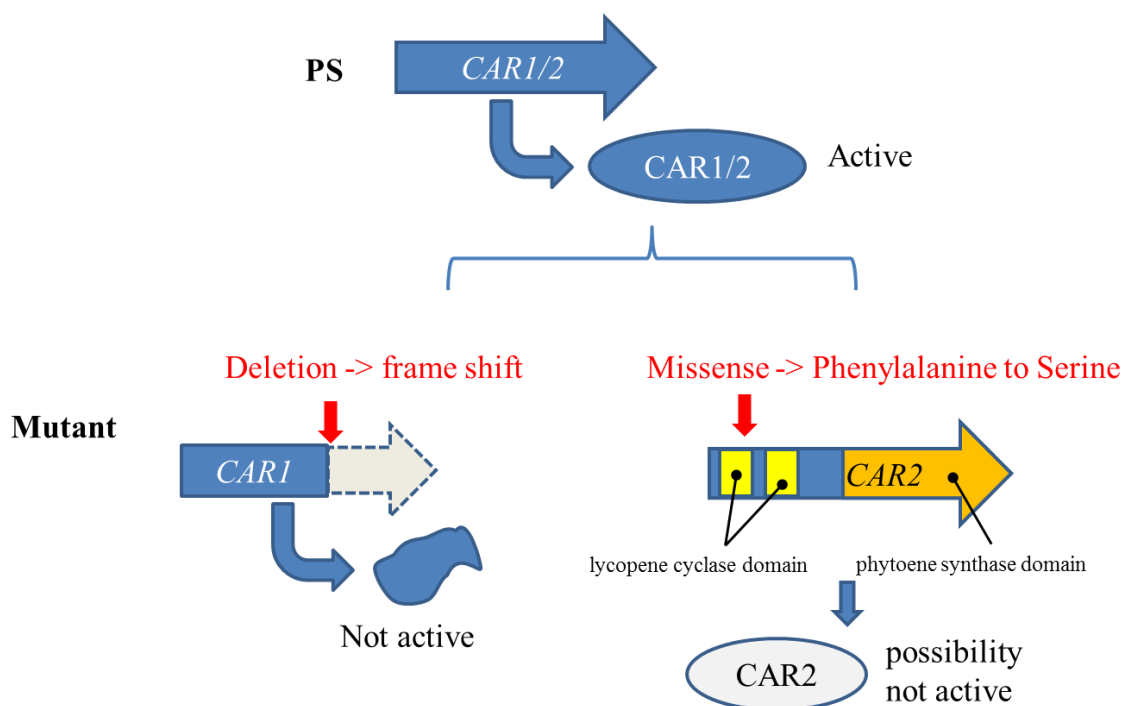 PS
CAR1/2
CAR1/2
Active
Deletion -> frame shift
Missense -> Phenylalanine to Serine
Mutant
CAR1
CAR2
lycopene cyclase domain
phytoene synthase domain
Not active
CAR2
possibility
not active